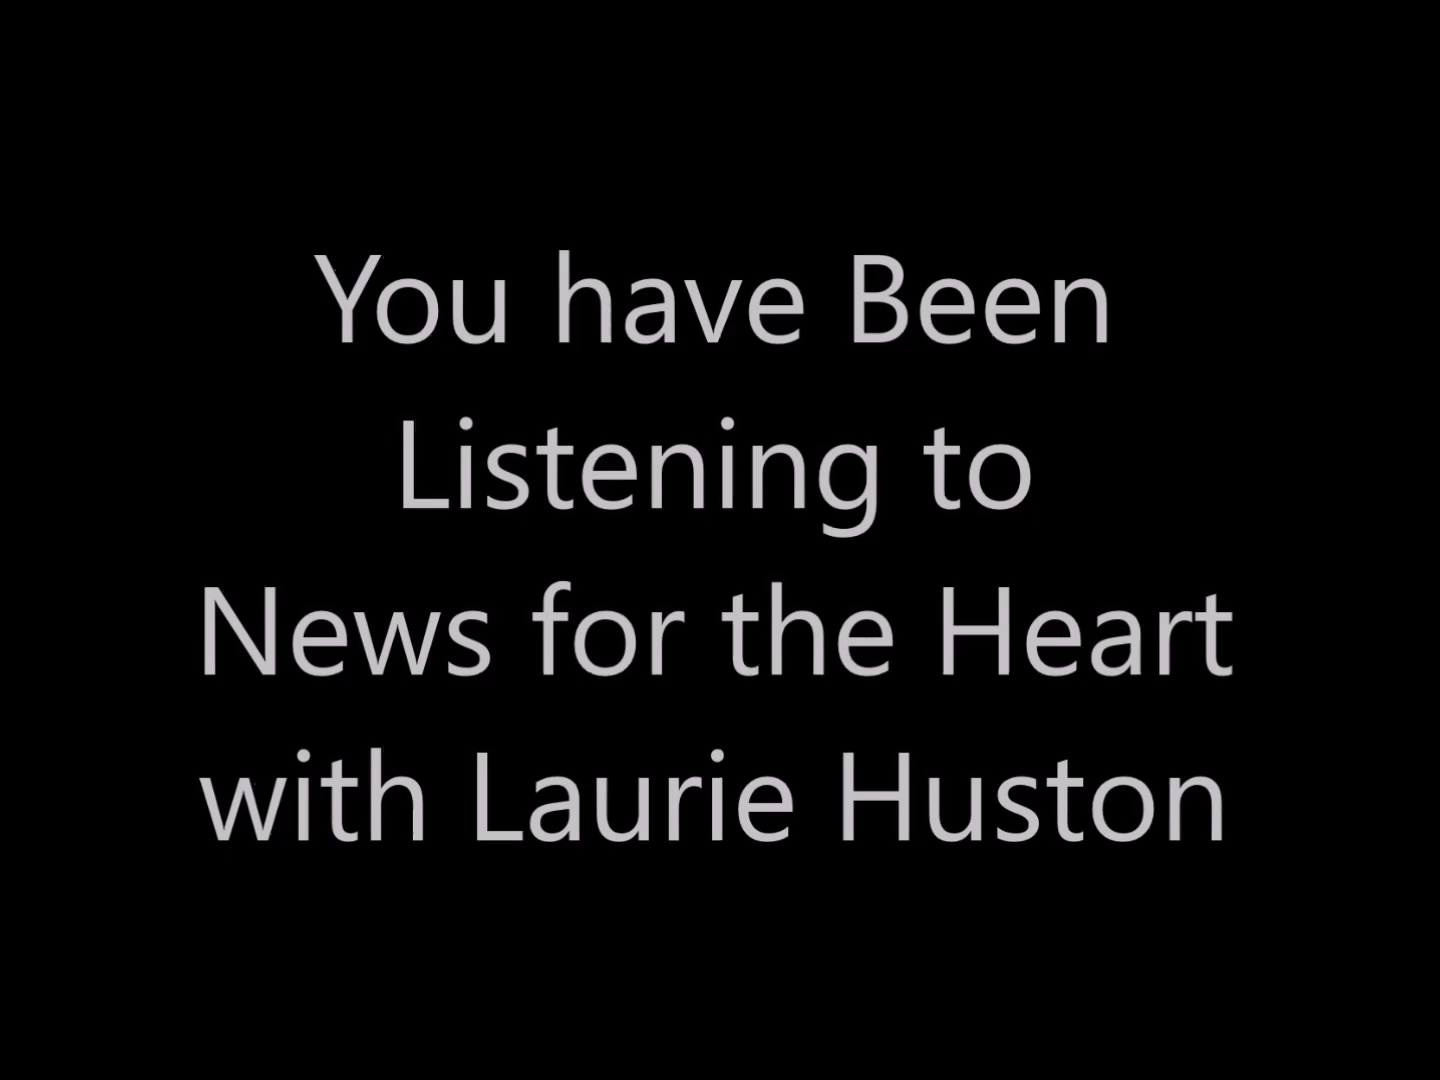 You have Been
Listening to
News for the Heart
with Laurie Huston